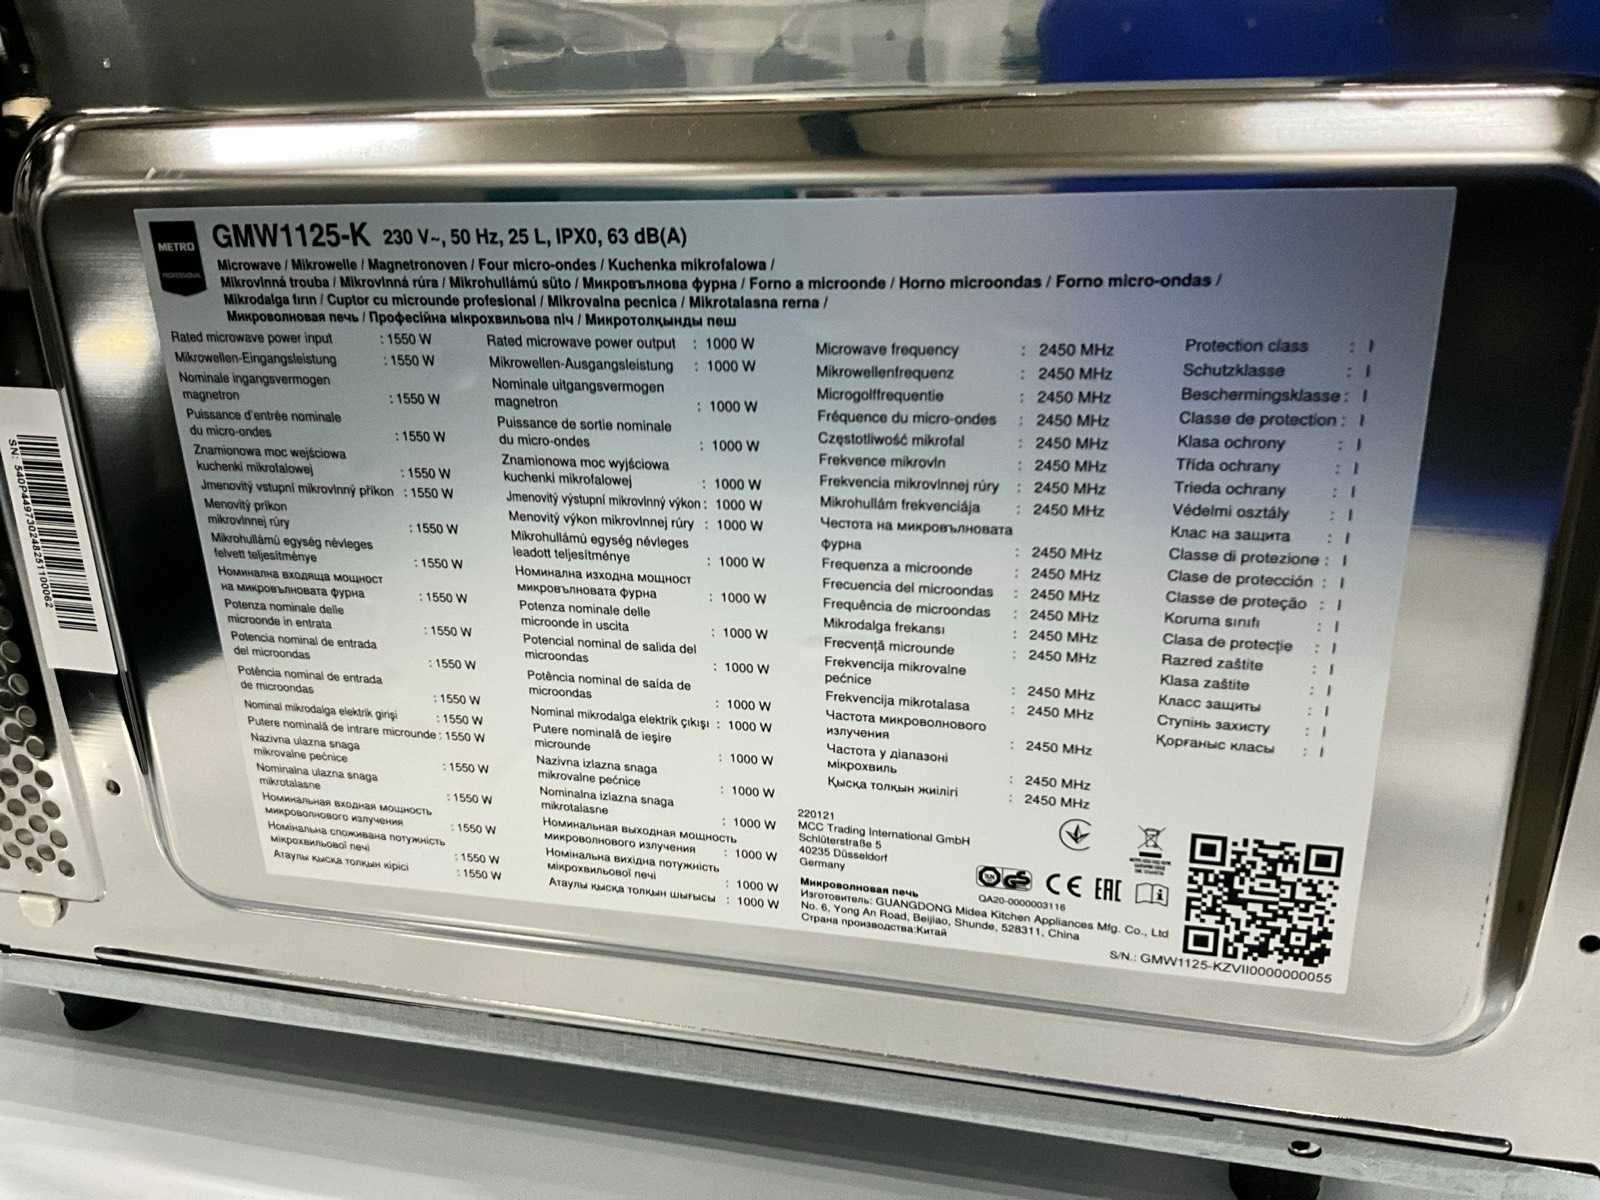 METRO
PROFESSIONAL
GMW1125-K 230 V~, 50 Hz, 25 L, IPX0, 63 dB(A)
Microwave / Mikrowelle / Magnetronoven / Four micro-ondes / Kuchenka mikrofalowa /
Mikrovlnná trouba / Mikrovlnná rúra / Mikrohullámú sütő / Микровълнова фурна / Forno a microonde / Horno microondas / Forno micro-ondas /
Mikrodalga fırın / Cuptor cu microunde profesional / Mikrovalna pecnica / Mikrotalasna rerna /
Микроволновая печь / Професійна мікрохвильова піч / Микротолқынды пеш
Rated microwave power input : 1550 W
Mikrowellen-Eingangsleistung : 1550 W
Nominale ingangsvermogen
magnetron : 1550 W
Puissance d'entrée nominale
du micro-ondes : 1550 W
Znamionowa moc wejściowa
kuchenki mikrofalowej : 1550 W
Jmenovitý vstupní mikrovlnný příkon : 1550 W
Menovitý príkon
mikrovlnnej rúry : 1550 W
Mikrohullámú egység névleges
felvett teljesítménye : 1550 W
Номинална входяща мощност
на микровълновата фурна : 1550 W
Potenza nominale delle
microonde in entrata : 1550 W
Potencia nominal de entrada
del microondas : 1550 W
Potência nominal de entrada
de microondas : 1550 W
Nominal mikrodalga elektrik girişi : 1550 W
Putere nominală de intrare microunde : 1550 W
Nazivna ulazna snaga
mikrovalne pećnice : 1550 W
Nominalna ulazna snaga
mikrotalasne : 1550 W
Номинальная входная мощность
микроволнового излучения : 1550 W
Номінальна споживана потужність
мікрохвильової печі : 1550 W
Атаулы қысқа толқын кірісі : 1550 W
Rated microwave power output : 1000 W
Mikrowellen-Ausgangsleistung : 1000 W
Nominale uitgangsvermogen
magnetron : 1000 W
Puissance de sortie nominale
du micro-ondes : 1000 W
Znamionowa moc wyjściowa
kuchenki mikrofalowej : 1000 W
Jmenovitý výstupní mikrovlnný výkon : 1000 W
Menovitý výkon mikrovlnnej rúry : 1000 W
Mikrohullámú egység névleges
leadott teljesítménye : 1000 W
Номинална изходна мощност
микровълновата фурна : 1000 W
Potenza nominale delle
microonde in uscita : 1000 W
Potencial nominal de salida del
microondas : 1000 W
Potência nominal de saída de
microondas : 1000 W
Nominal mikrodalga elektrik çıkışı : 1000 W
Putere nominală de ieşire
microunde : 1000 W
Nazivna izlazna snaga
mikrovalne pećnice : 1000 W
Nominalna izlazna snaga
mikrotalasne : 1000 W
Номинальная выходная мощность
микроволнового излучения : 1000 W
Номінальна вихідна потужність
мікрохвильової печі : 1000 W
Атаулы қысқа толқын шығысы : 1000 W
Microwave frequency : 2450 MHz
Mikrowellenfrequenz : 2450 MHz
Microgolffrequentie : 2450 MHz
Fréquence du micro-ondes : 2450 MHz
Częstotliwość mikrofal : 2450 MHz
Frekvence mikrovln : 2450 MHz
Frekvencia mikrovlnnej rúry : 2450 MHz
Mikrohullám frekvenciája : 2450 MHz
Честота на микровълновата
фурна : 2450 MHz
Frequenza a microonde : 2450 MHz
Frecuencia del microondas : 2450 MHz
Frequência de microondas : 2450 MHz
Mikrodalga frekansı : 2450 MHz
Frecvență microunde : 2450 MHz
Frekvencija mikrovalne
pećnice : 2450 MHz
Frekvencija mikrotalasa : 2450 MHz
Частота микроволнового
излучения : 2450 MHz
Частота у діапазоні
мікрохвиль : 2450 MHz
Қысқа толқын жиілігі : 2450 MHz
Protection class : I
Schutzklasse : I
Beschermingsklasse : I
Classe de protection : I
Klasa ochrony : I
Třída ochrany : I
Trieda ochrany : I
Védelmi osztály : I
Клас на защита : I
Classe di protezione : I
Clase de protección : I
Classe de proteção : I
Koruma sınıfı : I
Clasa de protecție : I
Razred zaštite : I
Klasa zaštite : I
Класс защиты : I
Ступінь захисту : I
Қорғаныс класы : I
220121
MCC Trading International GmbH
Schlüterstraße 5
40235 Düsseldorf
Germany
QA20-0000003116
CE EAC
Микроволновая печь
Изготовитель: GUANGDONG Midea Kitchen Appliances Mfg. Co., Ltd
No. 6, Yong An Road, Beijiao, Shunde, 528311, China
Страна производства:Китай
S/N.: GMW1125-KZVII0000000055
SN: 540P449730248251100062